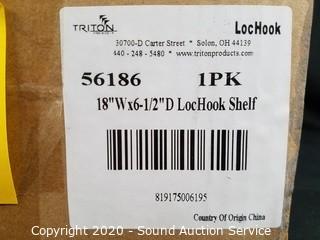 TRITON
LocHook
30700-D Carter Street * Solon, OH 44139
440 - 248 - 5480 * www.tritonproducts.com
56186 1PK
18"Wx6-1/2"D LocHook Shelf
819175006195
Country Of Origin China
Copyright 2020 - Sound Auction Service